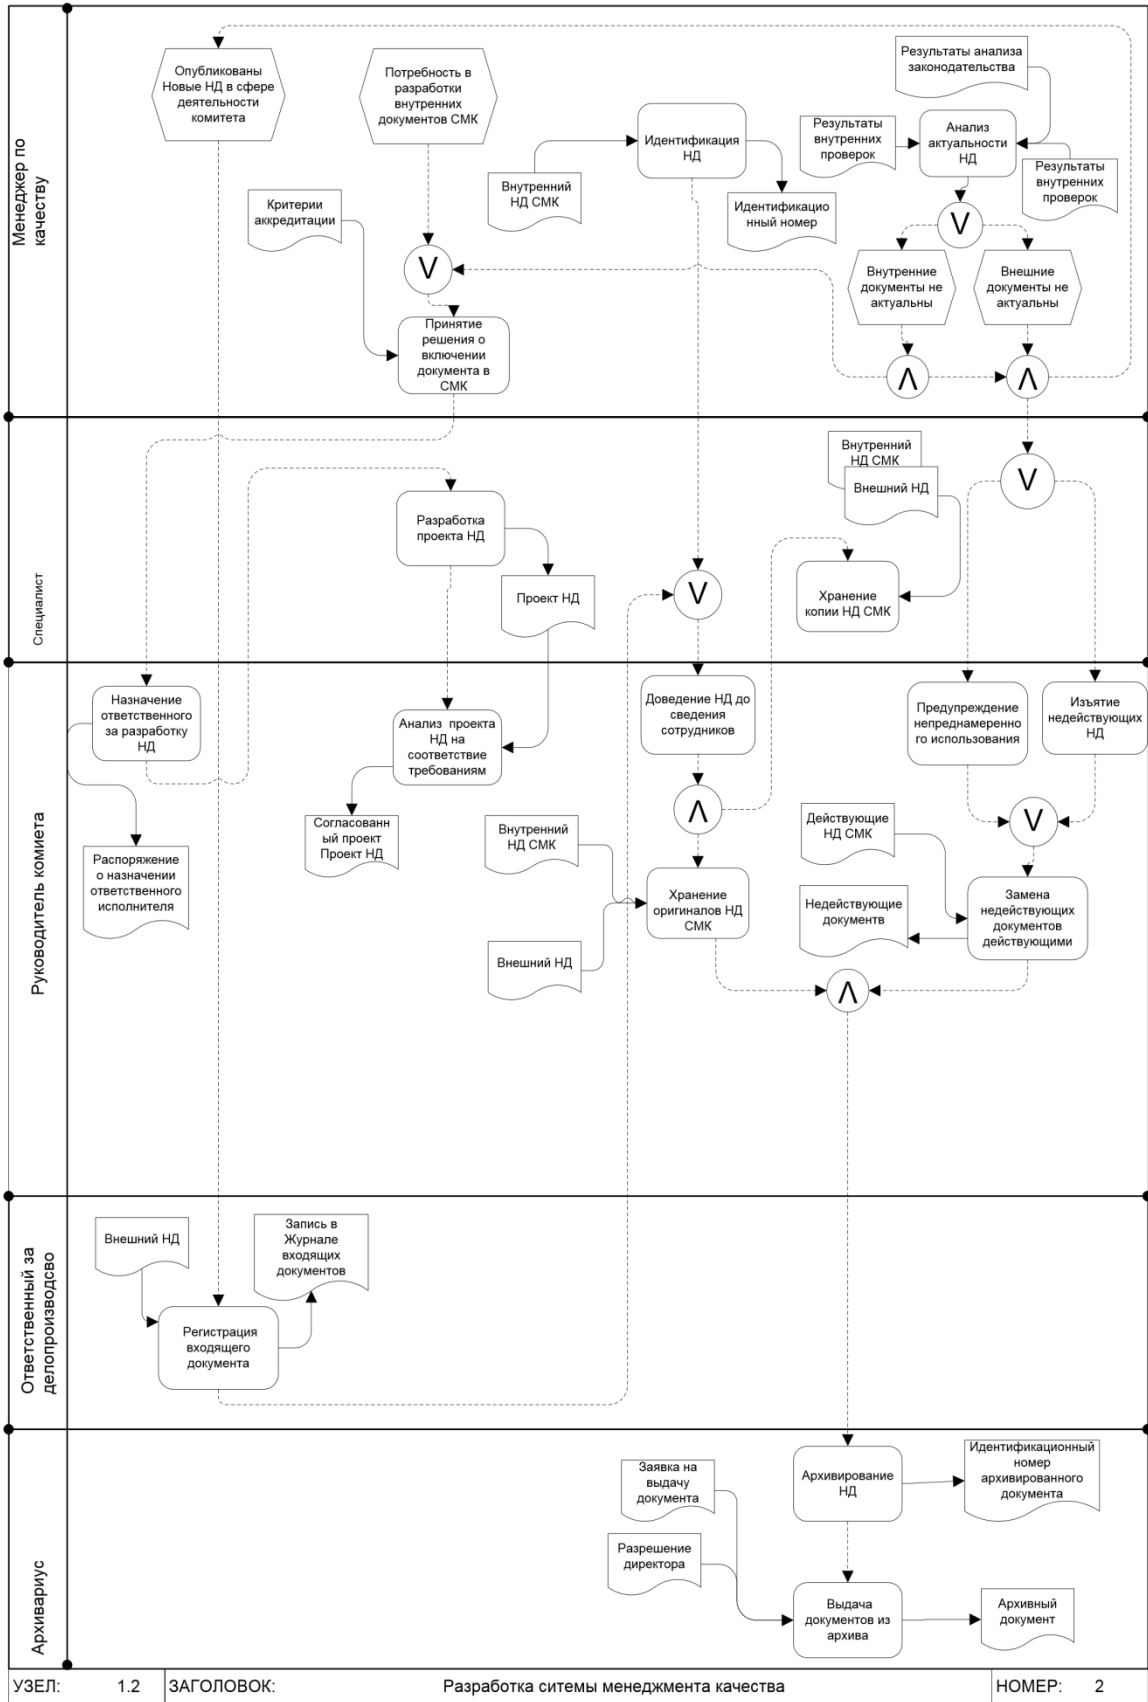 Менеджер по
качеству
Опубликованы
Новые НД в сфере
деятельности
комитета
Потребность в
разработки
внутренних
документов СМК
Критерии
аккредитации
V
Принятие
решения о
включении
документа в
СМК
Внутренний
НД СМК
Идентификация
НД
Идентификацио
нный номер
Результаты анализа
законодательства
Результаты
внутренних
проверок
Анализ
актуальности
НД
Результаты
внутренних
проверок
V
Внутренние
документы не
актуальны
Внешние
документы не
актуальны
Λ
Λ
Специалист
Разработка
проекта НД
Проект НД
V
Внутренний
НД СМК
Внешний НД
Хранение
копии НД СМК
V
Руководитель комиета
Назначение
ответственного
за разработку
НД
Распоряжение
о назначении
ответственного
исполнителя
Анализ проекта
НД на
соответствие
требованиям
Согласованн
ый проект
Проект НД
Доведение НД до
сведения
сотрудников
Λ
Внутренний
НД СМК
Внешний НД
Хранение
оригиналов НД
СМК
Предупреждение
непреднамеренно
го использования
Изъятие
недействующих
НД
V
Действующие
НД СМК
Недействующие
документв
Замена
недействующих
документов
действующими
Λ
Ответственный за
делопроизводсво
Внешний НД
Запись в
Журнале
входящих
документов
Регистрация
входящего
документа
Архивариус
Заявка на
выдачу
документа
Разрешение
директора
Архивирование
НД
Идентификационный
номер
архивированного
документа
Выдача
документов из
архива
Архивный
документ
УЗЕЛ: 1.2 ЗАГОЛОВОК: Разработка ситемы менеджмента качества НОМЕР: 2